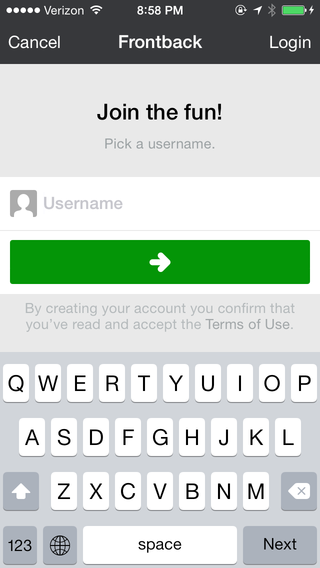 Verizon 8:58 PM
Cancel Frontback Login
Join the fun!
Pick a username.
Username
By creating your account you confirm that
you've read and accept the Terms of Use.
Q W E R T Y U I O P
A S D F G H J K L
Z X C V B N M
123 space Next